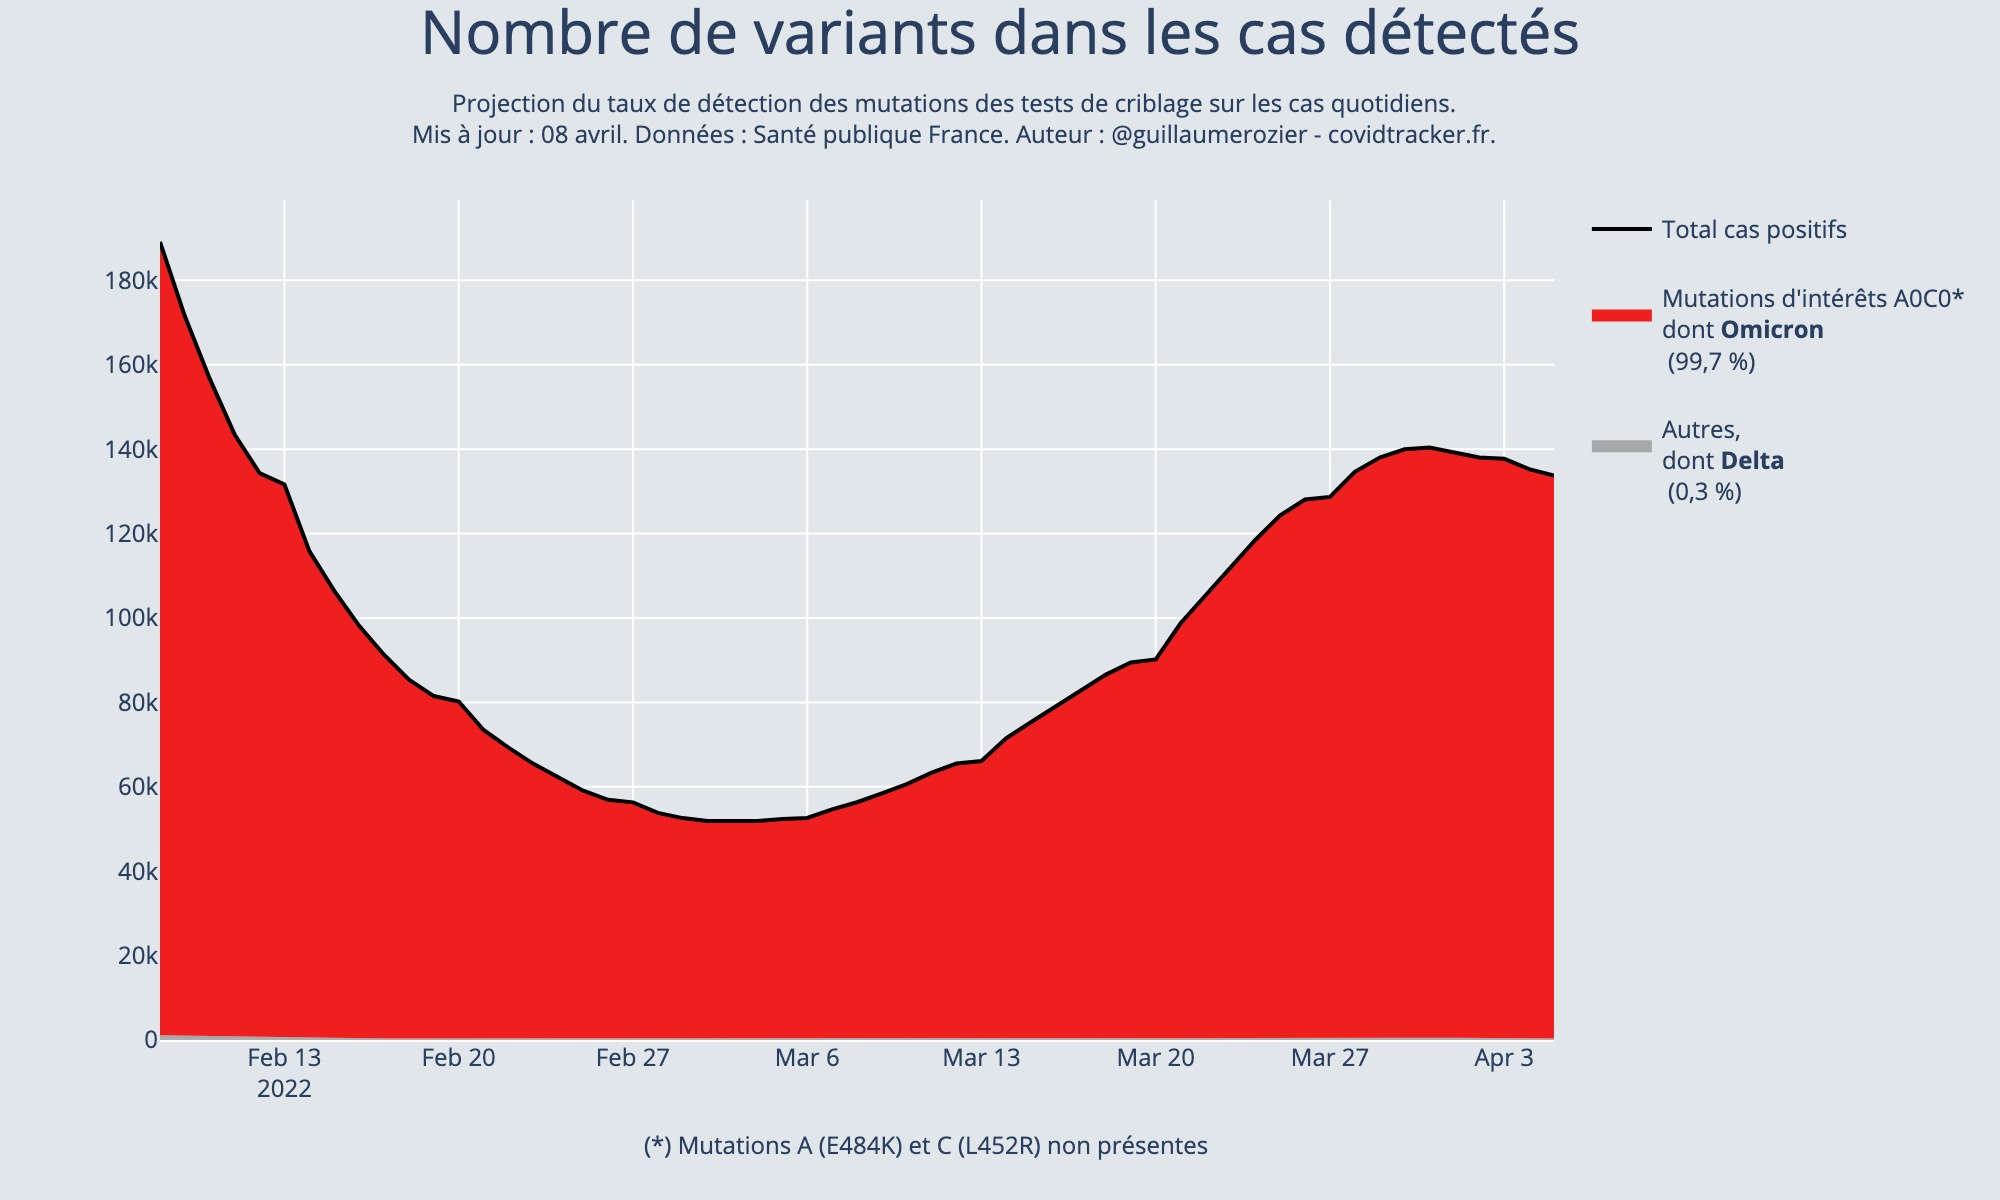 Nombre de variants dans les cas détectés
Projection du taux de détection des mutations des tests de criblage sur les cas quotidiens.
Mis à jour : 08 avril. Données : Santé publique France. Auteur : @guillaumerozier - covidtracker.fr.
180k
160k
140k
120k
100k
80k
60k
40k
20k
0
Feb 13
2022
Feb 20
Feb 27
Mar 6
Mar 13
Mar 20
Mar 27
Apr 3
Total cas positifs
Mutations d'intérêts A0C0*
dont Omicron
(99,7 %)
Autres,
dont Delta
(0,3 %)
(*) Mutations A (E484K) et C (L452R) non présentes